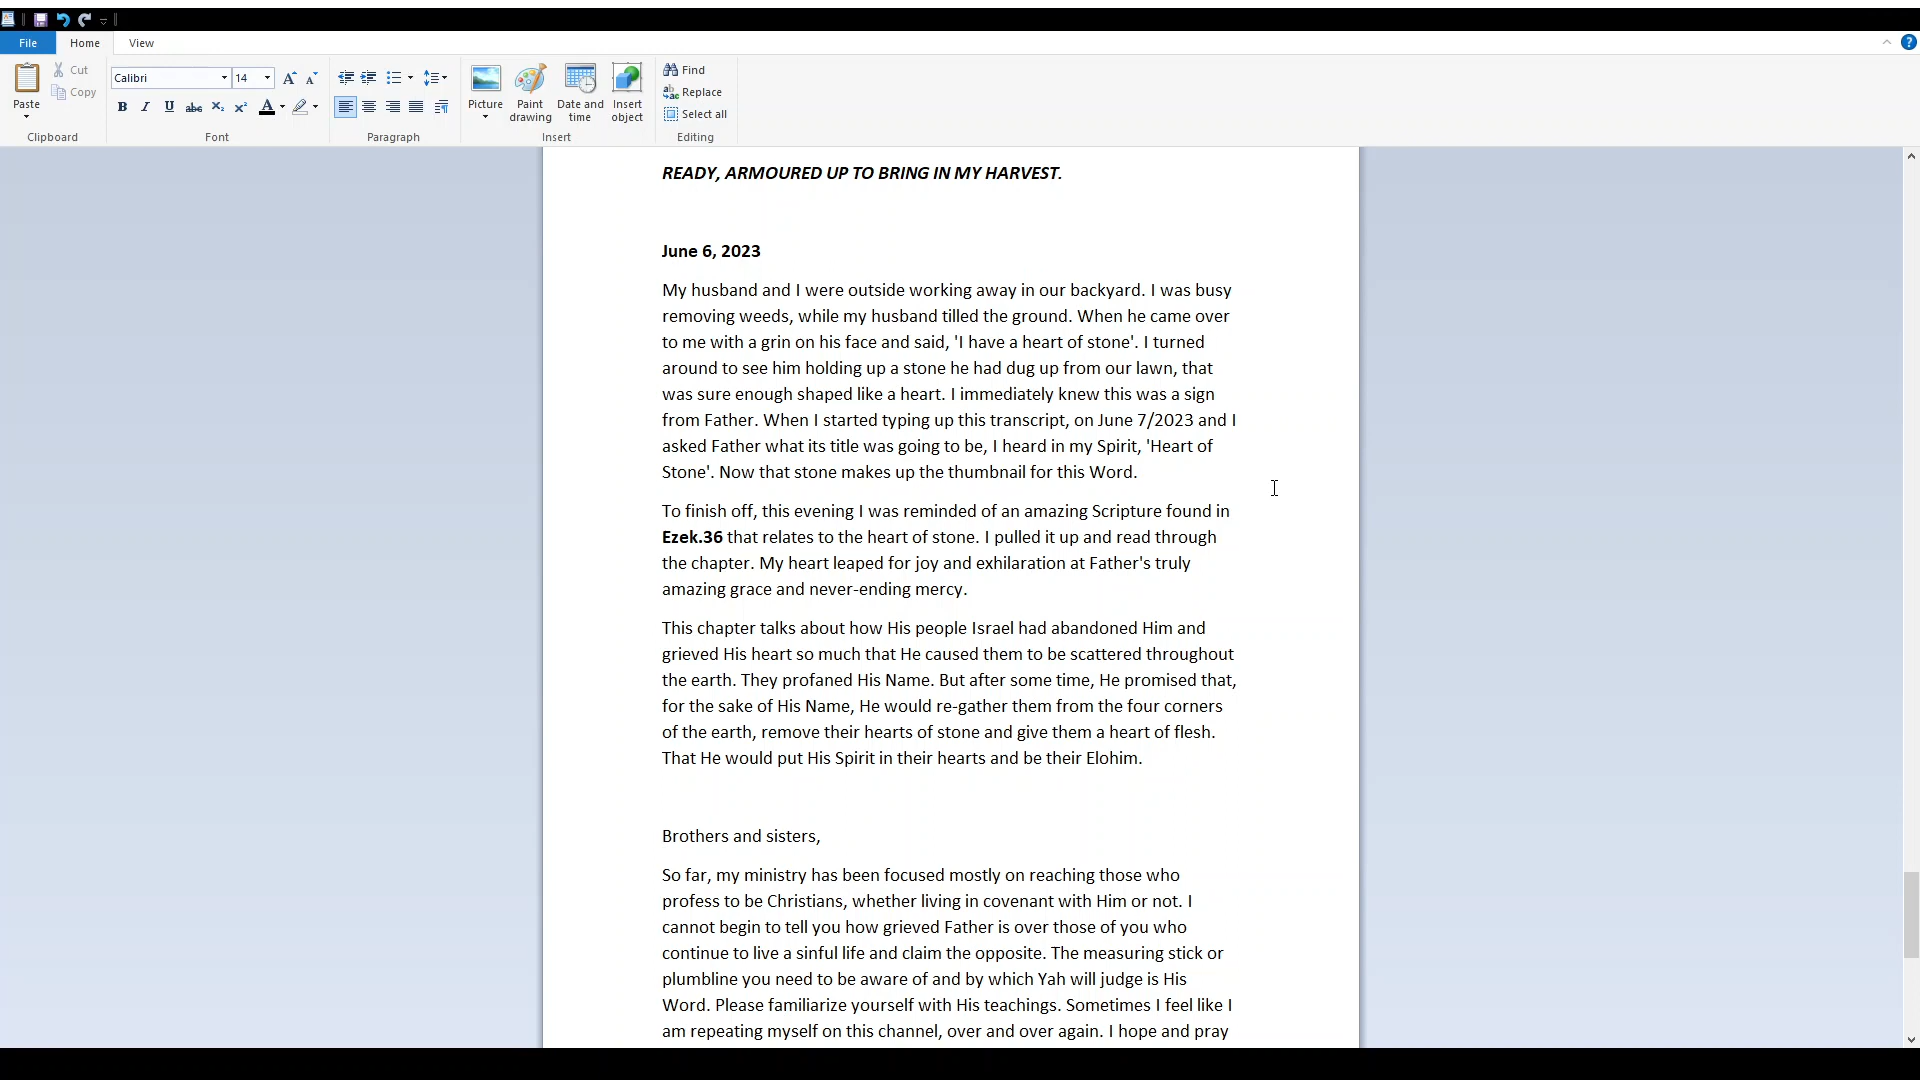 File Home View
Paste
Cut
Copy
Clipboard
Calibri 14
B I U abc X₂ X² A
Font
Paragraph
Picture
Paint drawing
Date and time
Insert object
Insert
Find
Replace
Select all
Editing
READY, ARMOURED UP TO BRING IN MY HARVEST.
June 6, 2023
My husband and I were outside working away in our backyard. I was busy
removing weeds, while my husband tilled the ground. When he came over
to me with a grin on his face and said, 'I have a heart of stone'. I turned
around to see him holding up a stone he had dug up from our lawn, that
was sure enough shaped like a heart. I immediately knew this was a sign
from Father. When I started typing up this transcript, on June 7/2023 and I
asked Father what its title was going to be, I heard in my Spirit, 'Heart of
Stone'. Now that stone makes up the thumbnail for this Word.
To finish off, this evening I was reminded of an amazing Scripture found in
Ezek.36 that relates to the heart of stone. I pulled it up and read through
the chapter. My heart leaped for joy and exhilaration at Father's truly
amazing grace and never-ending mercy.
This chapter talks about how His people Israel had abandoned Him and
grieved His heart so much that He caused them to be scattered throughout
the earth. They profaned His Name. But after some time, He promised that,
for the sake of His Name, He would re-gather them from the four corners
of the earth, remove their hearts of stone and give them a heart of flesh.
That He would put His Spirit in their hearts and be their Elohim.
Brothers and sisters,
So far, my ministry has been focused mostly on reaching those who
profess to be Christians, whether living in covenant with Him or not. I
cannot begin to tell you how grieved Father is over those of you who
continue to live a sinful life and claim the opposite. The measuring stick or
plumbline you need to be aware of and by which Yah will judge is His
Word. Please familiarize yourself with His teachings. Sometimes I feel like I
am repeating myself on this channel, over and over again. I hope and pray